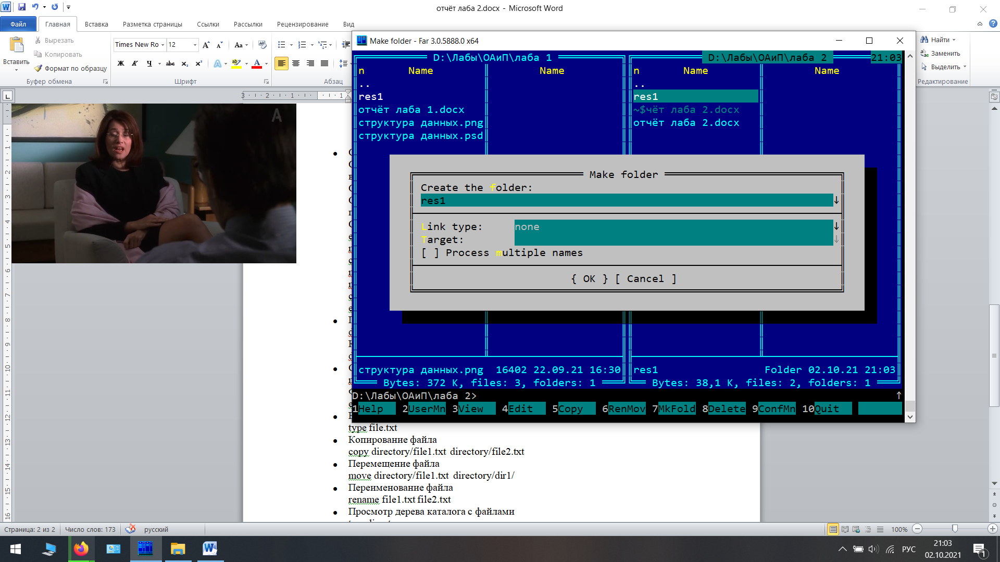 отчёт лаба 2.docx - Microsoft Word
Файл Главная Вставка Разметка страницы Ссылки Рассылки Рецензирование Вид
Вставить
Вырезать
Копировать
Формат по образцу
Буфер обмена
Times New Ro 12
Ж К Ч abc x₂ x²
Шрифт
Абзац
Найти
Заменить
Выделить
Редактирование
Make folder - Far 3.0.5888.0 x64
D:\Лабы\ОАиП\лаба 1
n Name Name
..
res1
отчёт лаба 1.docx
структура данных.png
структура данных.psd
D:\Лабы\ОАиП\лаба 2 21:03
n Name Name
..
res1
~$чёт лаба 2.docx
отчёт лаба 2.docx
Make folder
Create the folder:
res1
Link type: none
Target:
[ ] Process multiple names
{ OK } [ Cancel ]
структура данных.png 16402 22.09.21 16:30
Bytes: 372 K, files: 3, folders: 1
res1 Folder 02.10.21 21:03
Bytes: 38,1 K, files: 2, folders: 1
D:\Лабы\ОАиП\лаба 2>
1Help 2UserMn 3View 4Edit 5Copy 6RenMov 7MkFold 8Delete 9ConfMn 10Quit
type file.txt
Копирование файла
copy directory/file1.txt directory/file2.txt
Перемещение файла
move directory/file1.txt directory/dir1/
Переименование файла
rename file1.txt file2.txt
Просмотр дерева каталога с файлами
Страница: 2 из 2 Число слов: 173 русский 100%
РУС
21:03
02.10.2021
1